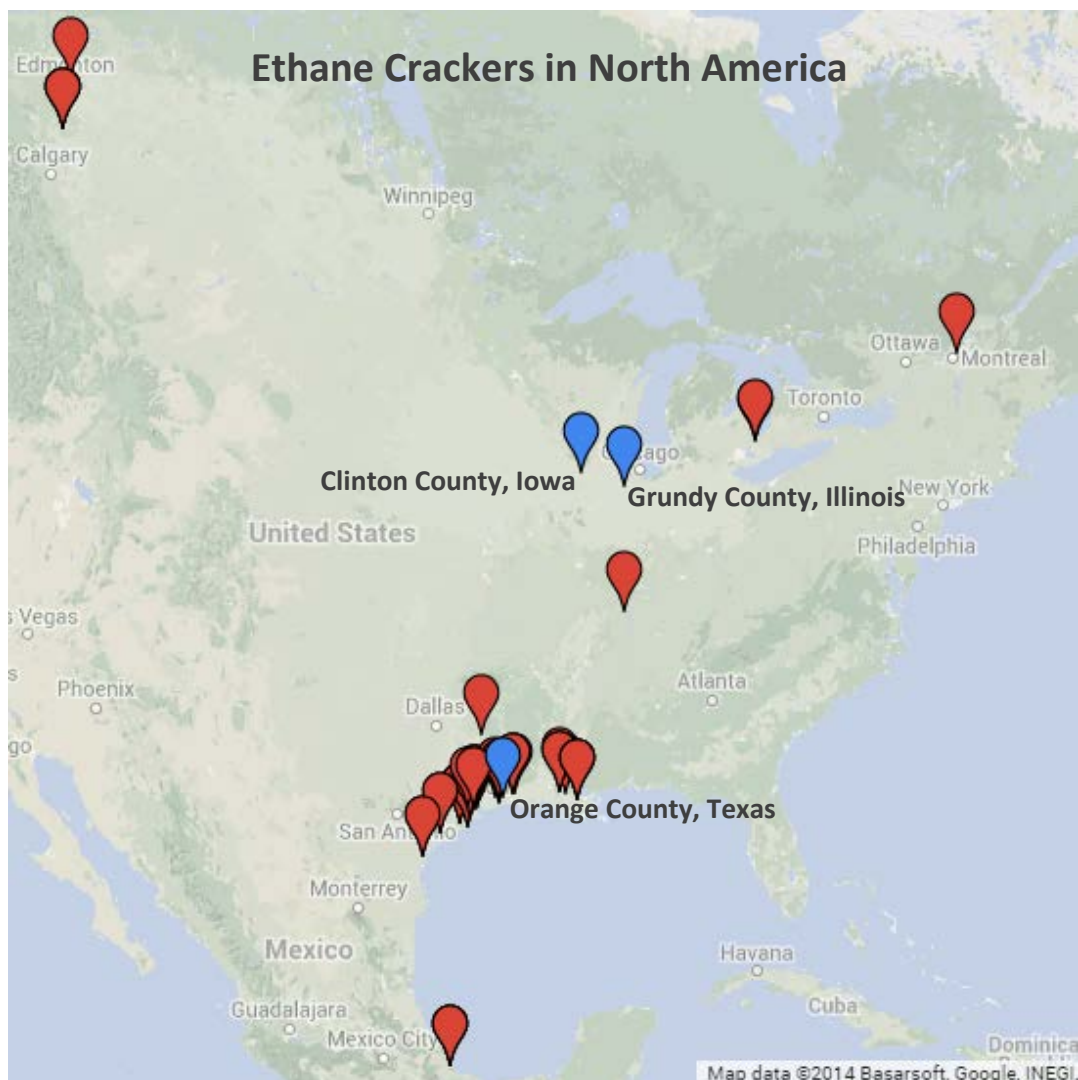 Ethane Crackers in North America
Edmonton
Calgary
Winnipeg
Ottawa
Montreal
Toronto
Chicago
Clinton County, Iowa
Grundy County, Illinois
New York
United States
Philadelphia
s Vegas
s
Phoenix
Atlanta
Dallas
go
Orange County, Texas
San Antonio
Monterrey
Mexico
Havana
Guadalajara
Cuba
Mexico City
Dominica
Map data ©2014 Basarsoft, Google, INEGI,